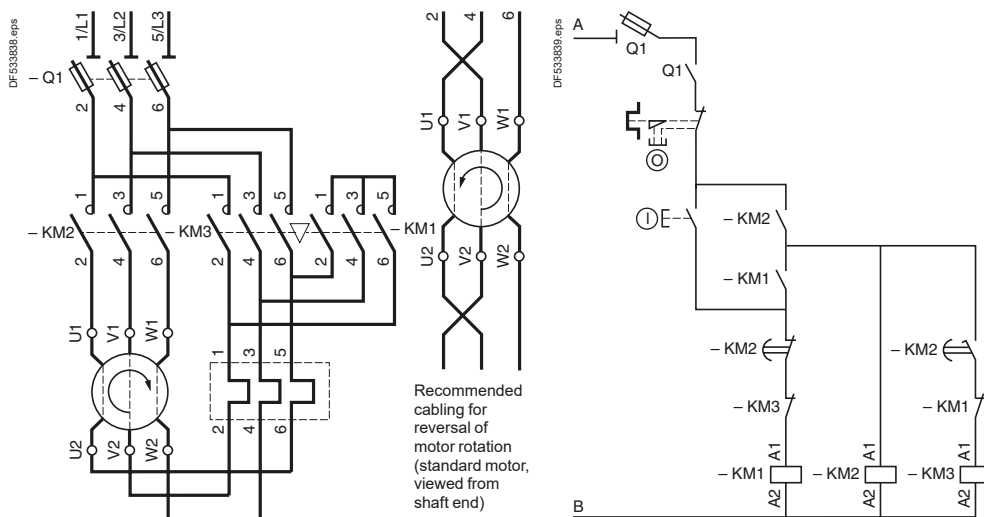 DF533838.eps
1/L1 3/L2 5/L3
– Q1
2 4 6
1 3 5 1 3 5 1 3 5
– KM2 – KM3 – KM1
2 4 6 2 4 6 2 4 6
U1 V1 W1
1 3 5
2 4 6
U2 V2 W2
2 4 6
U1 V1 W1
U2 V2 W2
Recommended
cabling for
reversal of
motor rotation
(standard motor,
viewed from
shaft end)
DF533839.eps
A
Q1
Q1
O
I
– KM2
– KM1
– KM2 – KM2
– KM3 – KM1
A1 A1 A1
– KM1 – KM2 – KM3
A2 A2 A2
B